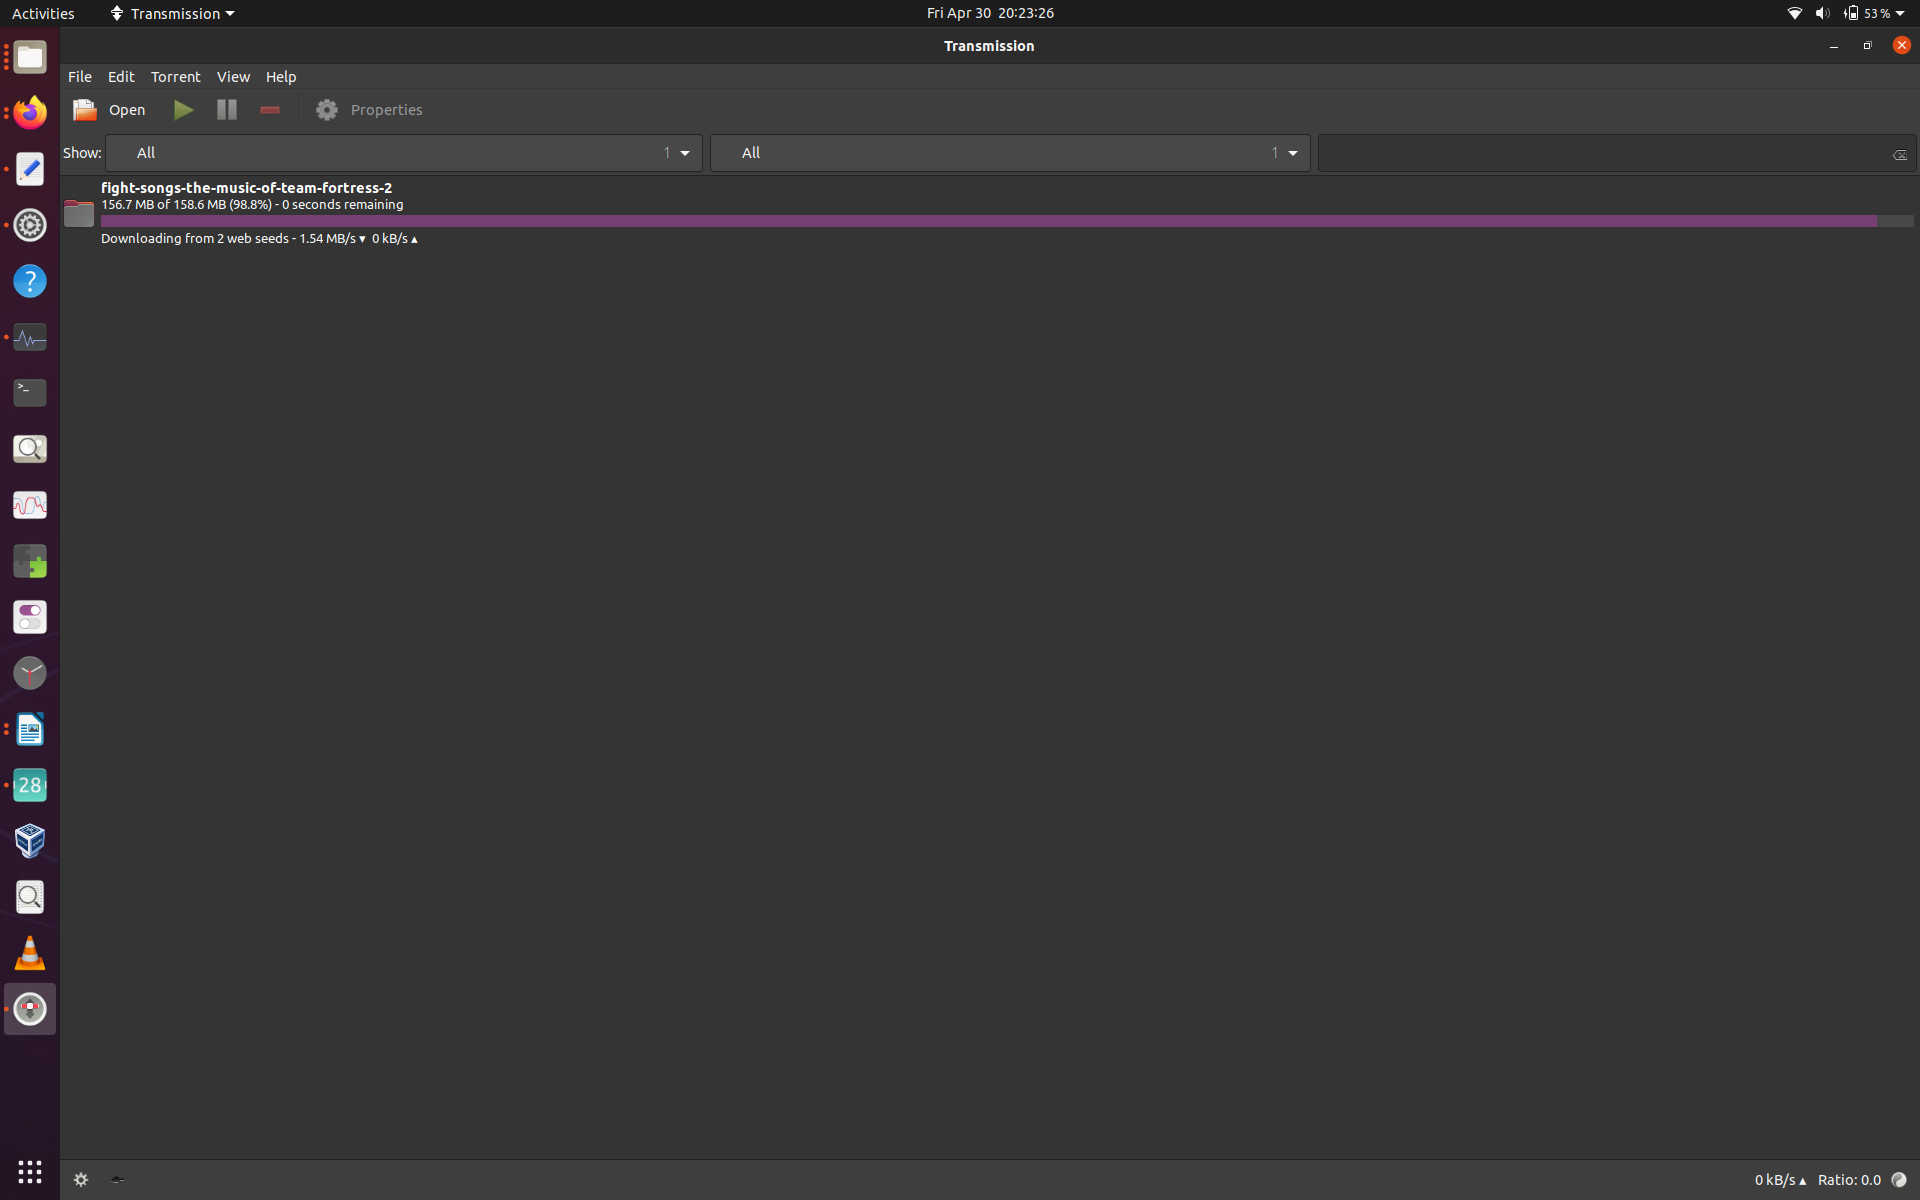 Activities
Transmission
Fri Apr 30 20:23:26
53 %
Transmission
File Edit Torrent View Help
Open
Properties
Show: All 1 All 1
fight-songs-the-music-of-team-fortress-2
156.7 MB of 158.6 MB (98.8%) - 0 seconds remaining
Downloading from 2 web seeds - 1.54 MB/s ▾ 0 kB/s ▴
?
>_
28
0 kB/s ▴ Ratio: 0.0